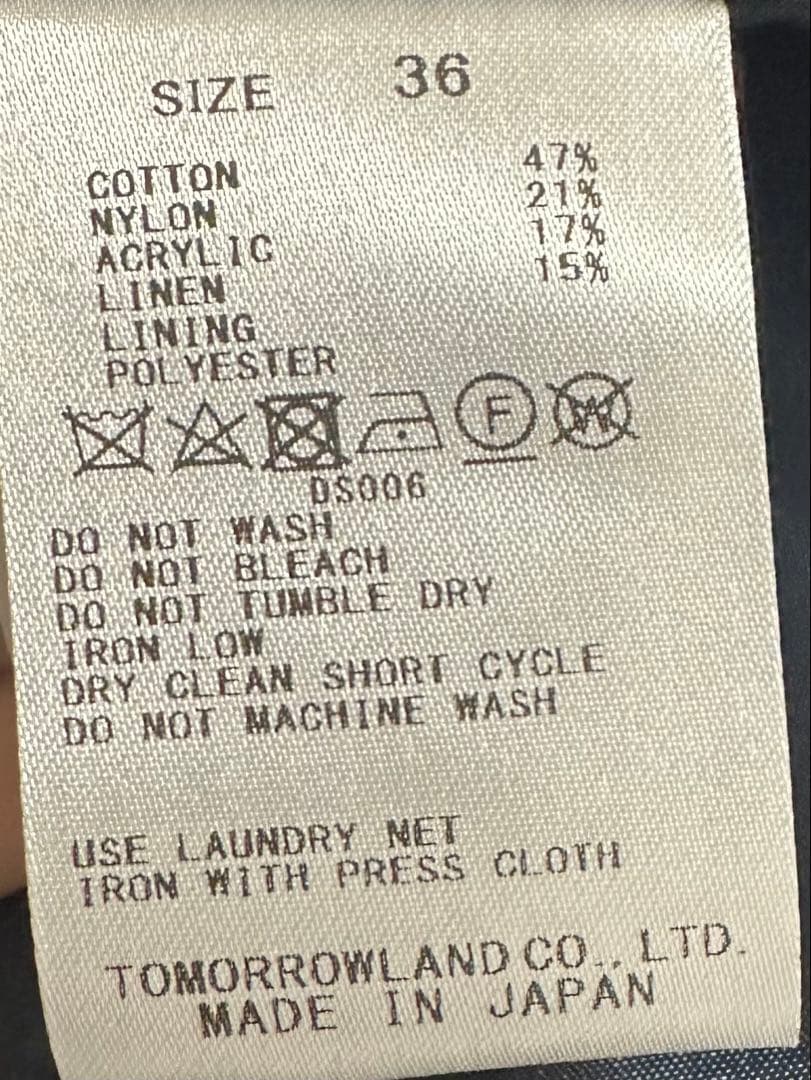 SIZE 36
COTTON 47%
NYLON 21%
ACRYLIC 17%
LINEN 15%
LINING
POLYESTER
F W
DS006
DO NOT WASH
DO NOT BLEACH
DO NOT TUMBLE DRY
IRON LOW
DRY CLEAN SHORT CYCLE
DO NOT MACHINE WASH
USE LAUNDRY NET
IRON WITH PRESS CLOTH
TOMORROWLAND CO., LTD.
MADE IN JAPAN